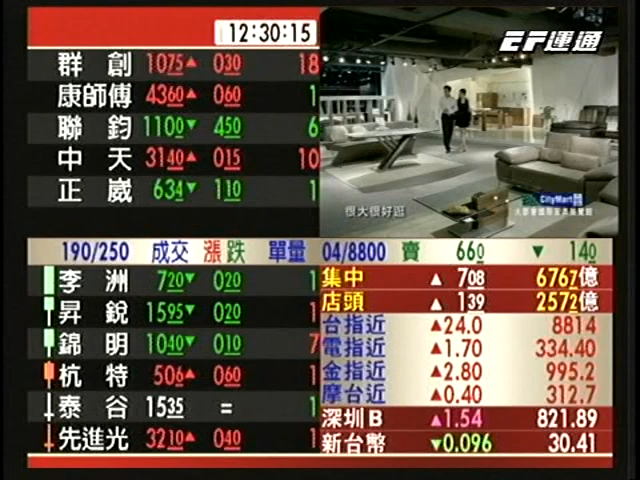 12:30:15
EF運通
群創 1075▲ 030 18
康師傅 4360▲ 060 1
聯鈞 1100▼ 450 6
中天 3140▲ 015 10
正崴 634▼ 110 1
很大很好逛
CityMart
190/250 成交 漲跌 單量 04/8800 賣 660 ▼ 140
李洲 720▼ 020 1
昇銳 1595▼ 020 1
錦明 1040▼ 010 7
杭特 506▲ 060 1
泰谷 1535 = 1
先進光 3210▲ 040 1
集中 ▲ 708 6767億
店頭 ▲ 139 2572億
台指近 ▲24.0 8814
電指近 ▲1.70 334.40
金指近 ▲2.80 995.2
摩台近 ▲0.40 312.7
深圳B ▲1.54 821.89
新台幣 ▼0.096 30.41